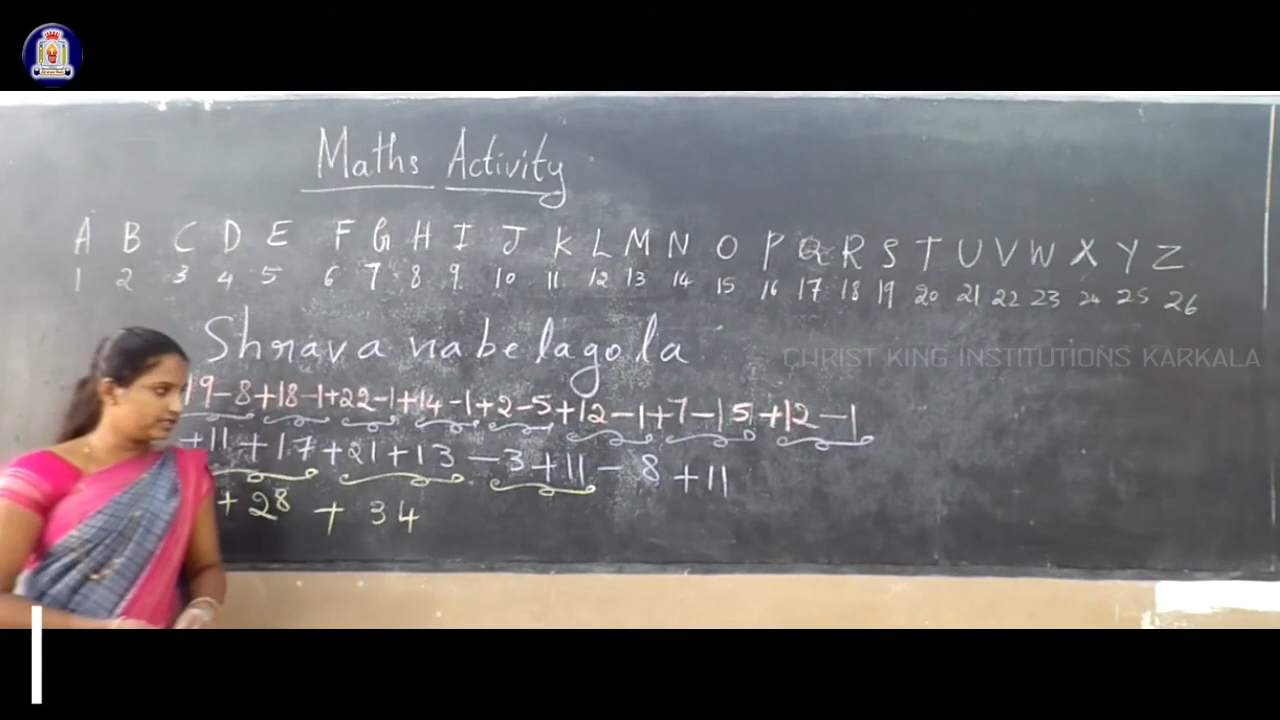 Maths Activity
A B C D E F G H I J K L M N O P Q R S T U V W X Y Z
1 2 3 4 5 6 7 8 9 10 11 12 13 14 15 16 17 18 19 20 21 22 23 24 25 26
Shravanabelagola
CHRIST KING INSTITUTIONS KARKALA
19-8+18-1+22-1+14-1+2-5+12-1+7-15+12-1
+11+17+21+13-3+11-8+11
+28+34